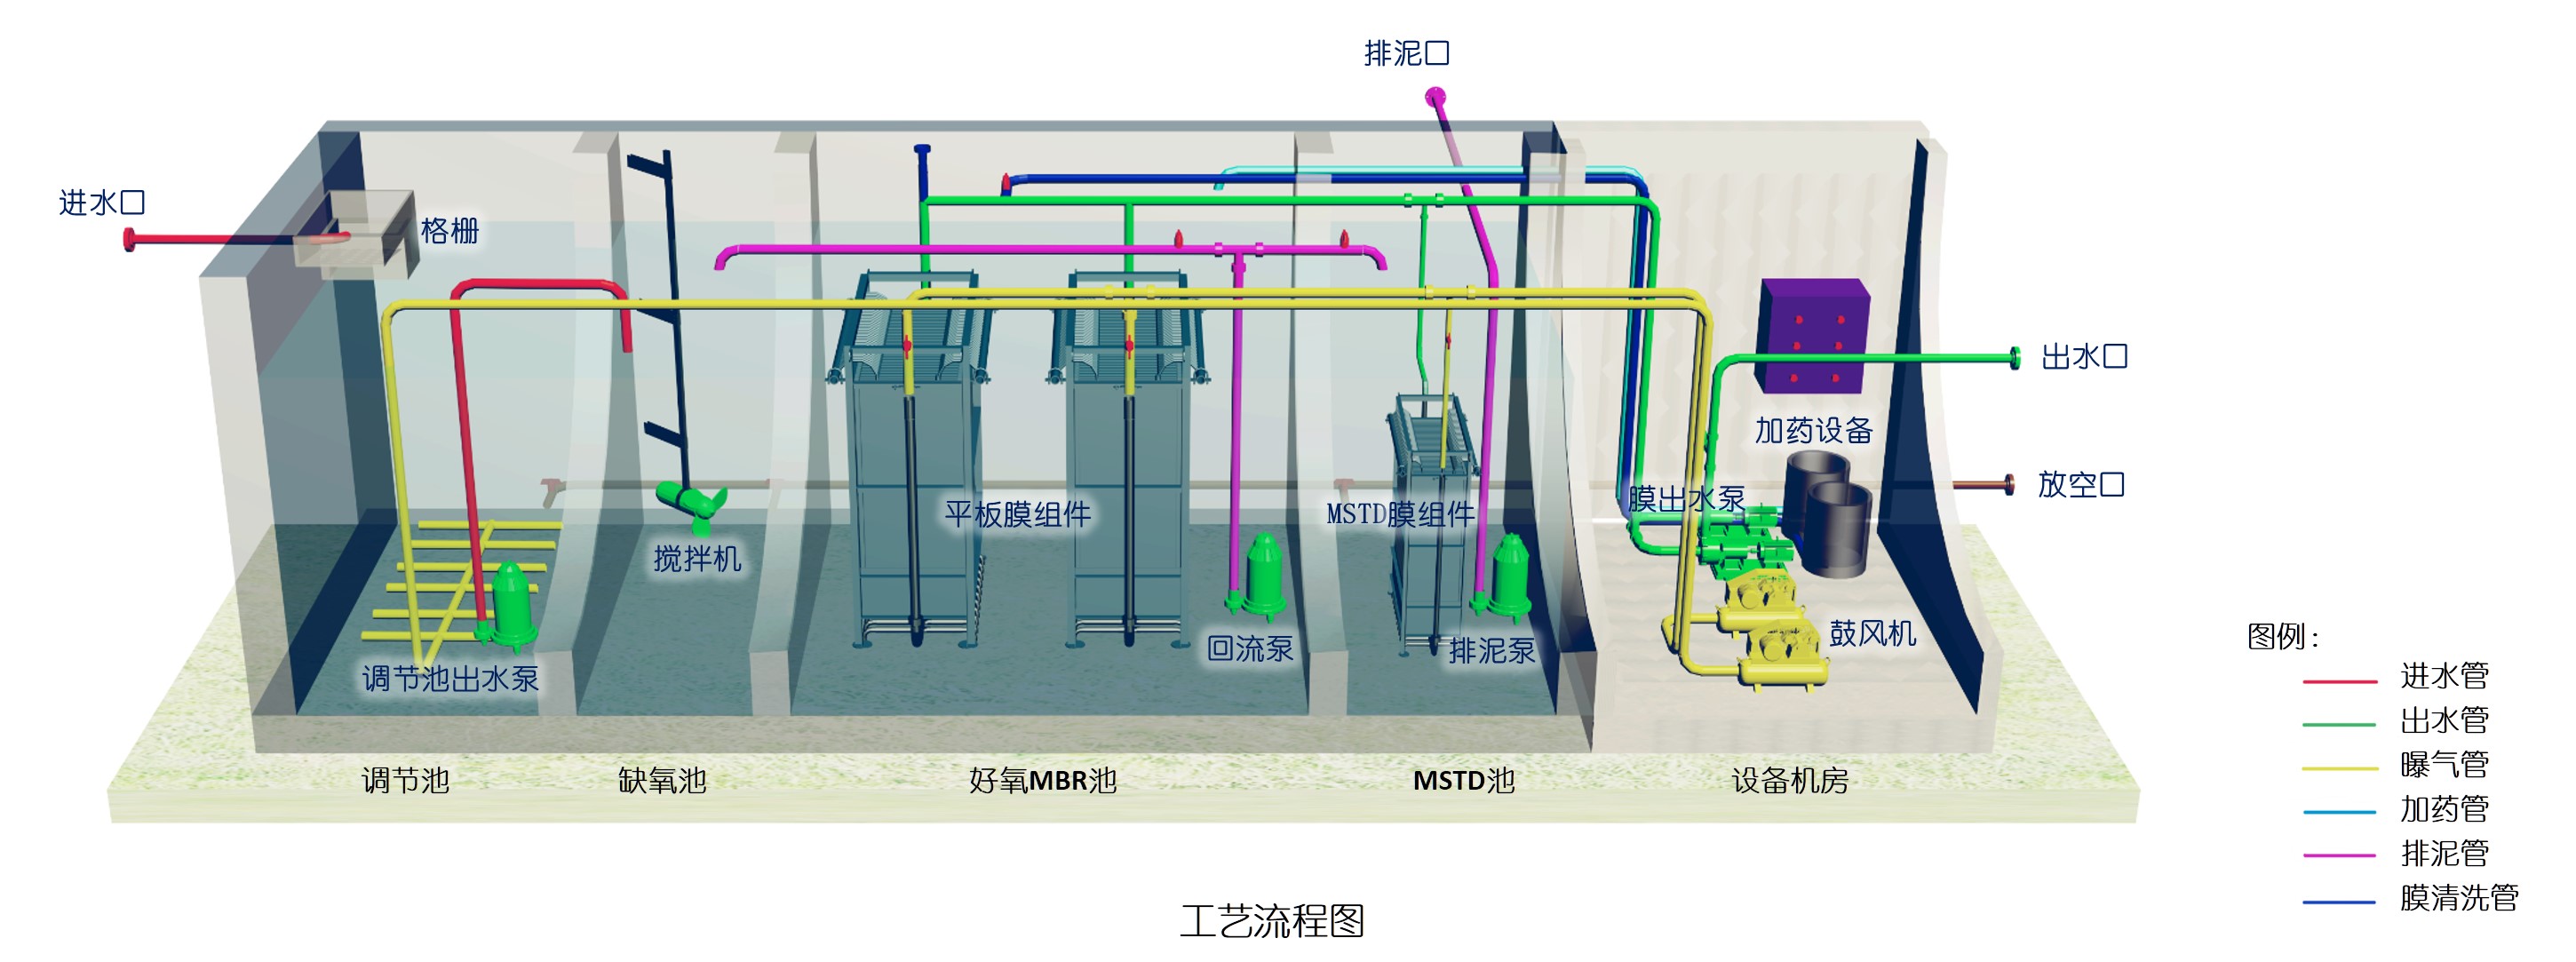 排泥口
进水口
格栅
出水口
加药设备
放空口
膜出水泵
平板膜组件
MSTD膜组件
搅拌机
鼓风机
回流泵
排泥泵
调节池出水泵
调节池
缺氧池
好氧MBR池
MSTD池
设备机房
图例：
进水管
出水管
曝气管
加药管
排泥管
膜清洗管
工艺流程图